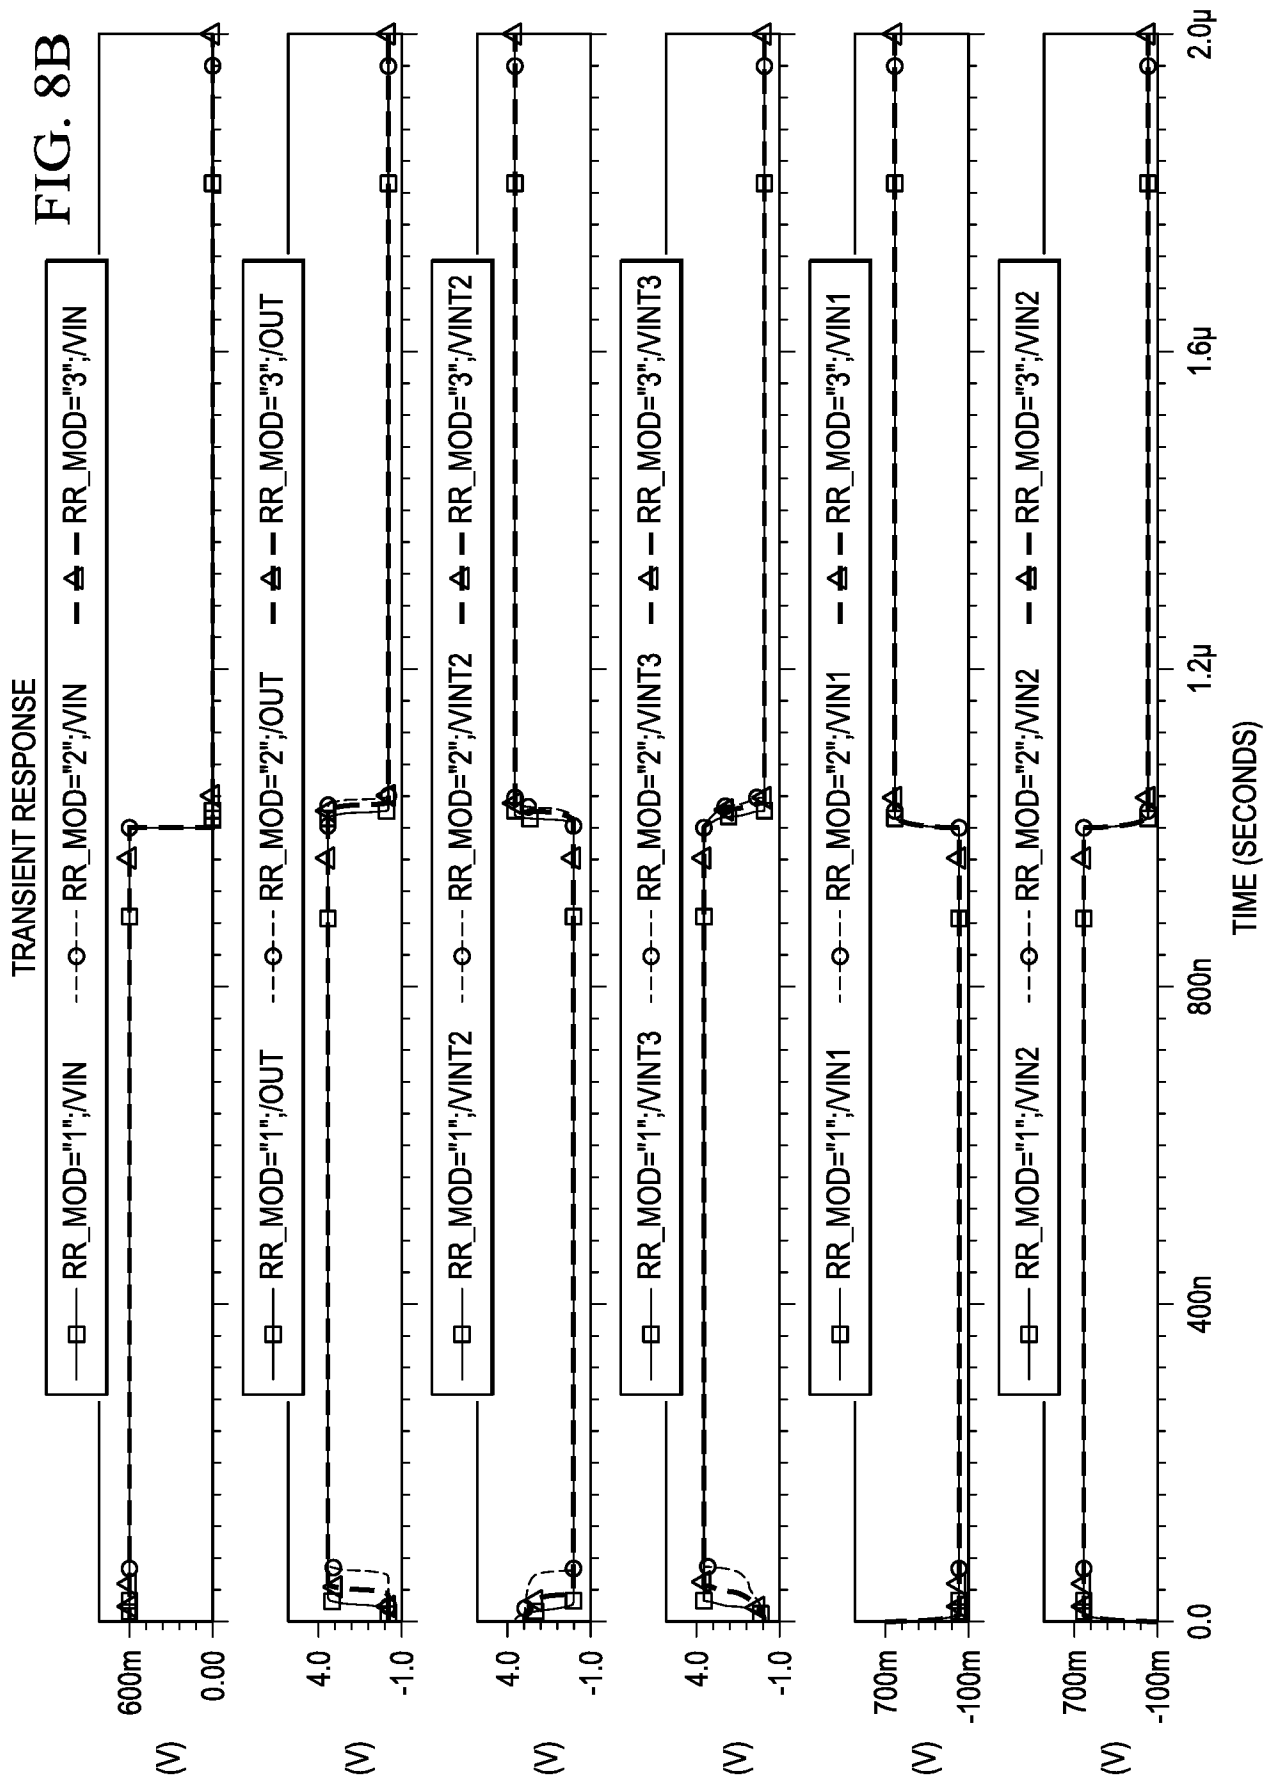 FIG. 8B
TRANSIENT RESPONSE
RR_MOD="1";/VIN RR_MOD="2";/VIN RR_MOD="3";/VIN
(V)
600m
0.00
RR_MOD="1";/OUT RR_MOD="2";/OUT RR_MOD="3";/OUT
(V)
4.0
-1.0
RR_MOD="1";/VINT2 RR_MOD="2";/VINT2 RR_MOD="3";/VINT2
(V)
4.0
-1.0
RR_MOD="1";/VINT3 RR_MOD="2";/VINT3 RR_MOD="3";/VINT3
(V)
4.0
-1.0
RR_MOD="1";/VIN1 RR_MOD="2";/VIN1 RR_MOD="3";/VIN1
(V)
700m
-100m
RR_MOD="1";/VIN2 RR_MOD="2";/VIN2 RR_MOD="3";/VIN2
(V)
700m
-100m
0.0 400n 800n 1.2µ 1.6µ 2.0µ
TIME (SECONDS)